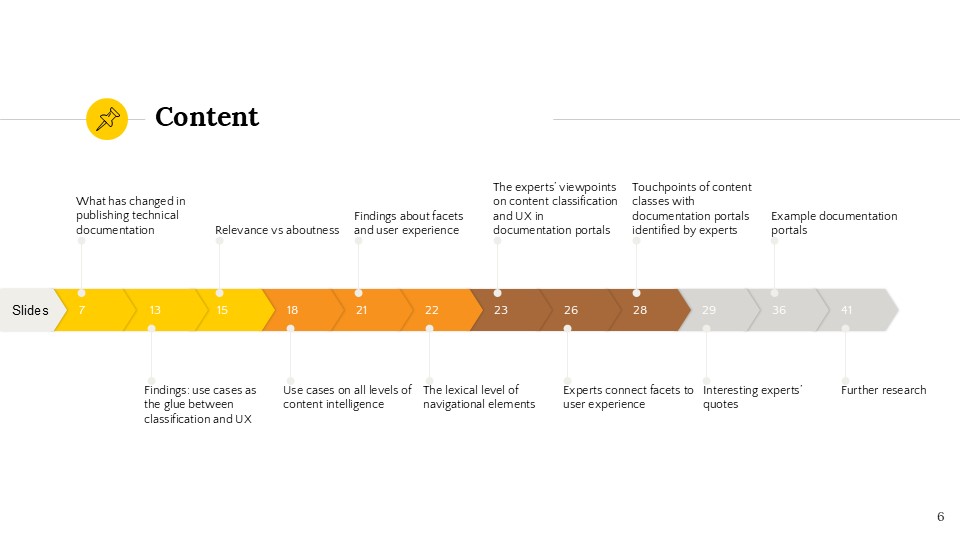 Content
What has changed in
publishing technical
documentation
Relevance vs aboutness
Findings about facets
and user experience
The experts’ viewpoints
on content classification
and UX in
documentation portals
Touchpoints of content
classes with
documentation portals
identified by experts
Example documentation
portals
Slides 7 13 15 18 21 22 23 26 28 29 36 41
Findings: use cases as
the glue between
classification and UX
Use cases on all levels of
content intelligence
The lexical level of
navigational elements
Experts connect facets to
user experience
Interesting experts’
quotes
Further research
6